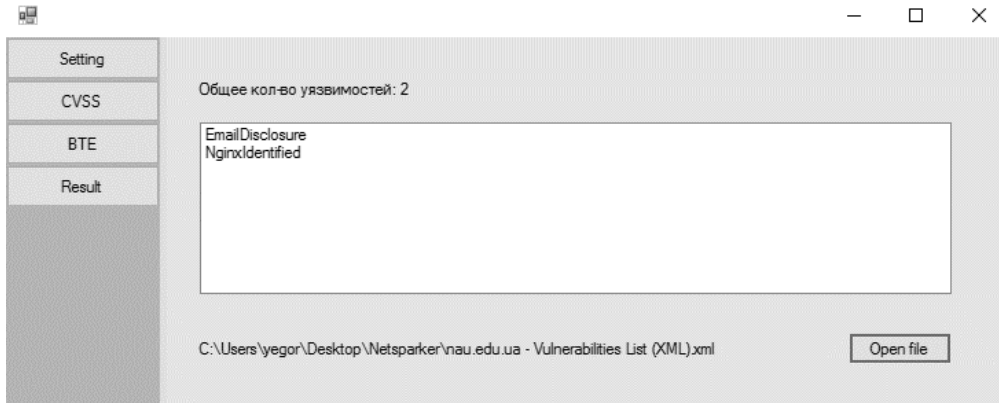 Setting
CVSS
BTE
Result
Общее кол-во уязвимостей: 2
EmailDisclosure
NginxIdentified
C:\Users\yegor\Desktop\Netsparker\nau.edu.ua - Vulnerabilities List (XML).xml
Open file